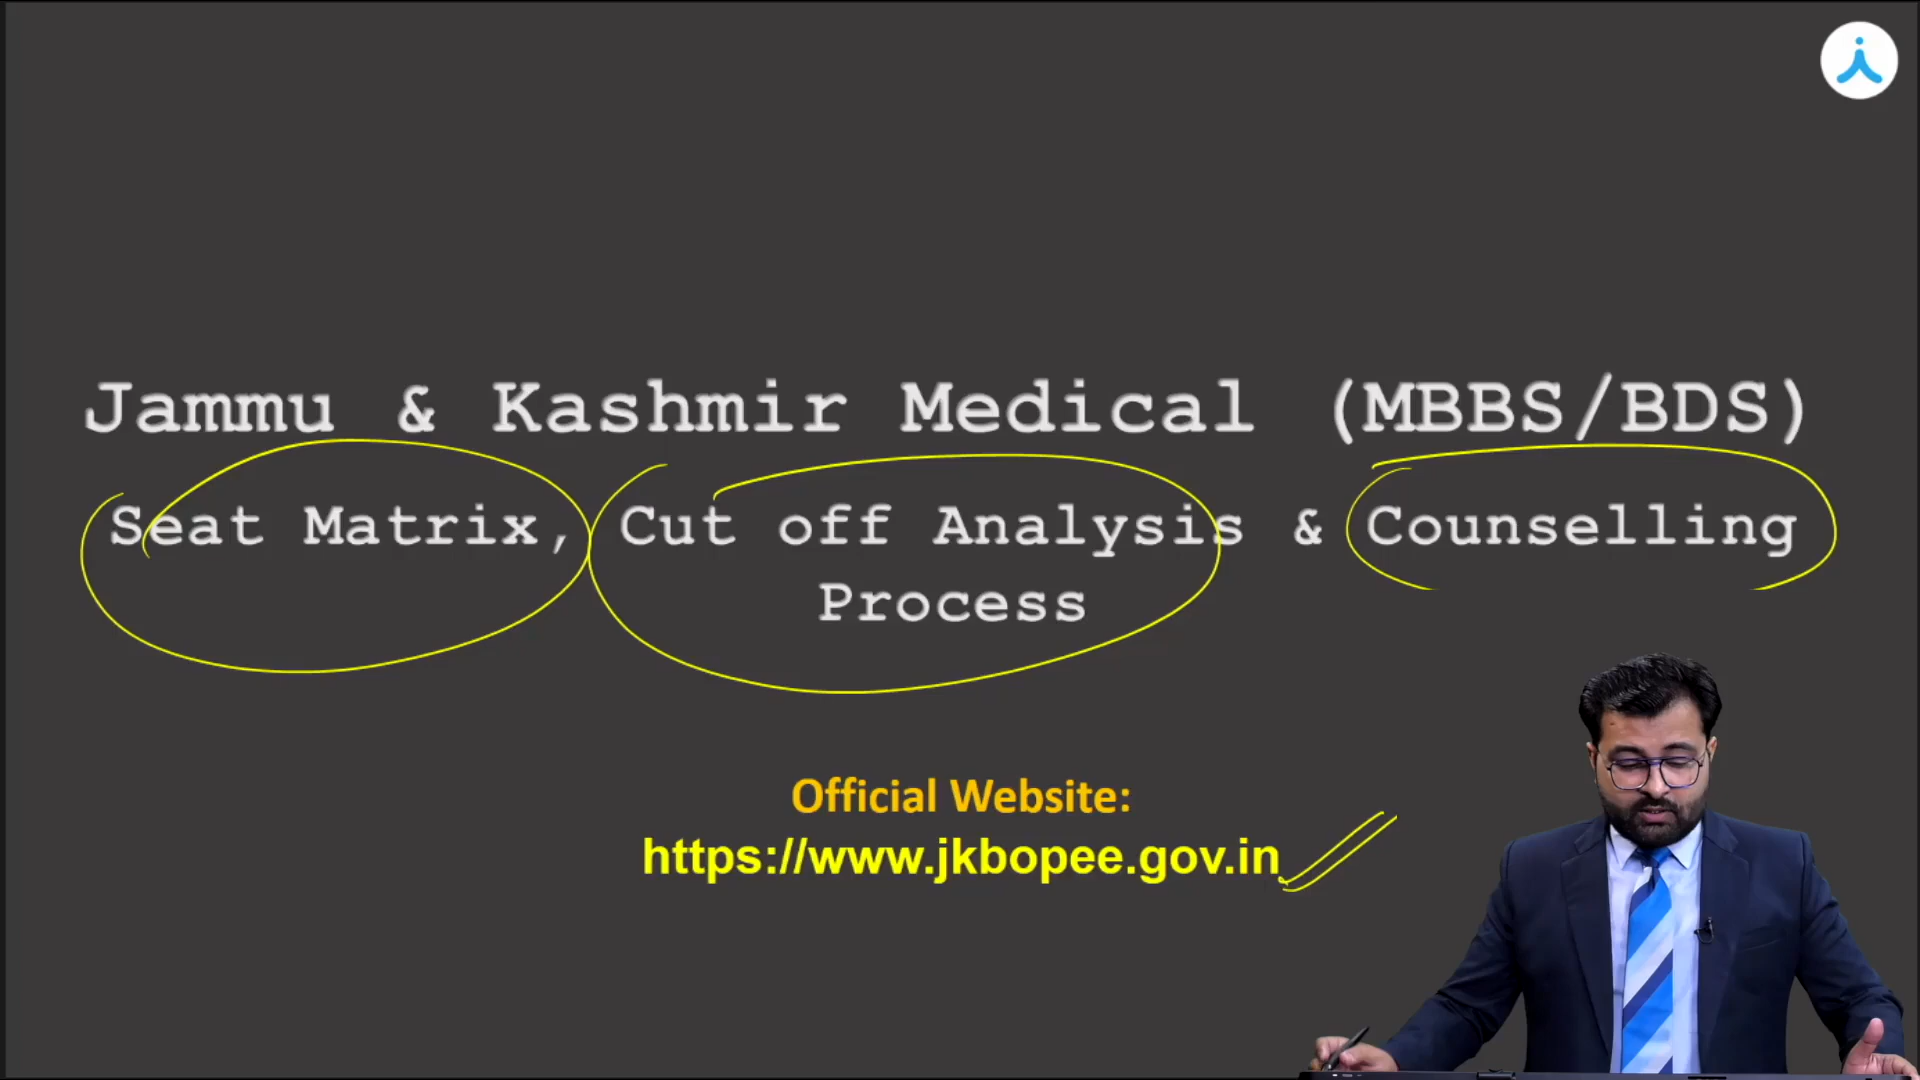 Jammu & Kashmir Medical (MBBS/BDS)
Seat Matrix, Cut off Analysis & Counselling
Process
Official Website:
https://www.jkbopee.gov.in